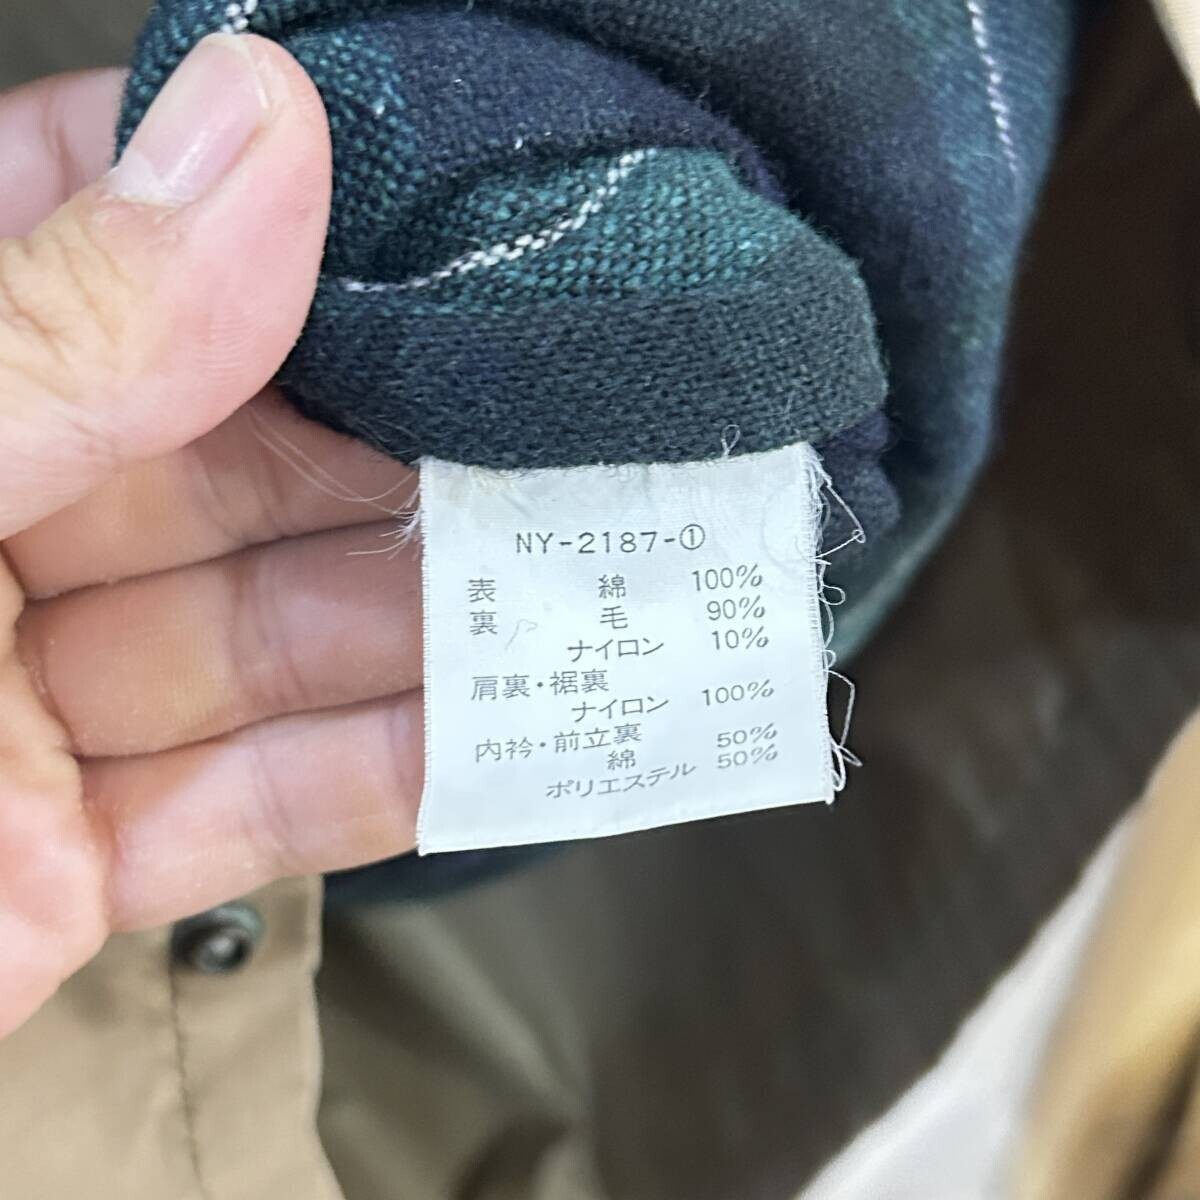 NY-2187-①
表 綿 100%
裏 毛 90%
ナイロン 10%
肩裏・裾裏
ナイロン 100%
内衿・前立裏
綿 50%
ポリエステル 50%